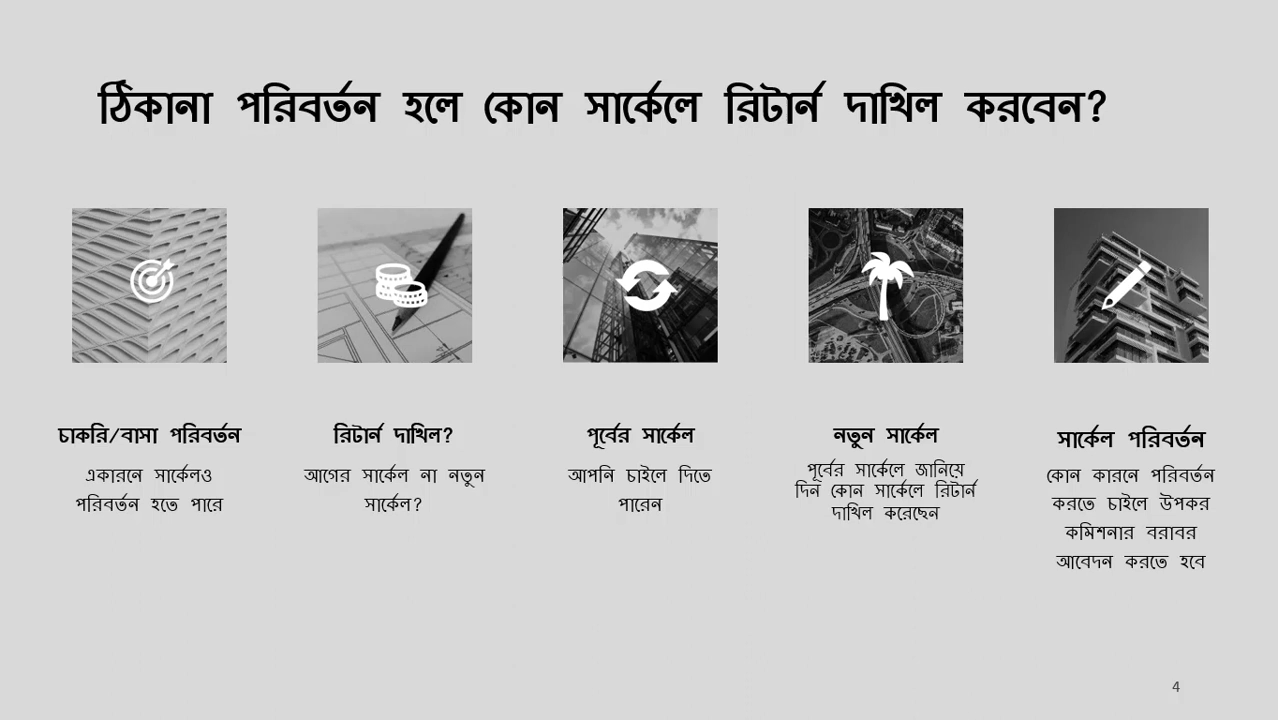 ঠিকানা পরিবর্তন হলে কোন সার্কেলে রিটার্ন দাখিল করবেন?
চাকরি/বাসা পরিবর্তন
একারনে সার্কেলও
পরিবর্তন হতে পারে
রিটার্ন দাখিল?
আগের সার্কেল না নতুন
সার্কেল?
পূর্বের সার্কেল
আপনি চাইলে দিতে
পারেন
নতুন সার্কেল
পূর্বের সার্কেলে জানিয়ে
দিন কোন সার্কেলে রিটার্ন
দাখিল করেছেন
সার্কেল পরিবর্তন
কোন কারনে পরিবর্তন
করতে চাইলে উপকর
কমিশনার বরাবর
আবেদন করতে হবে
4